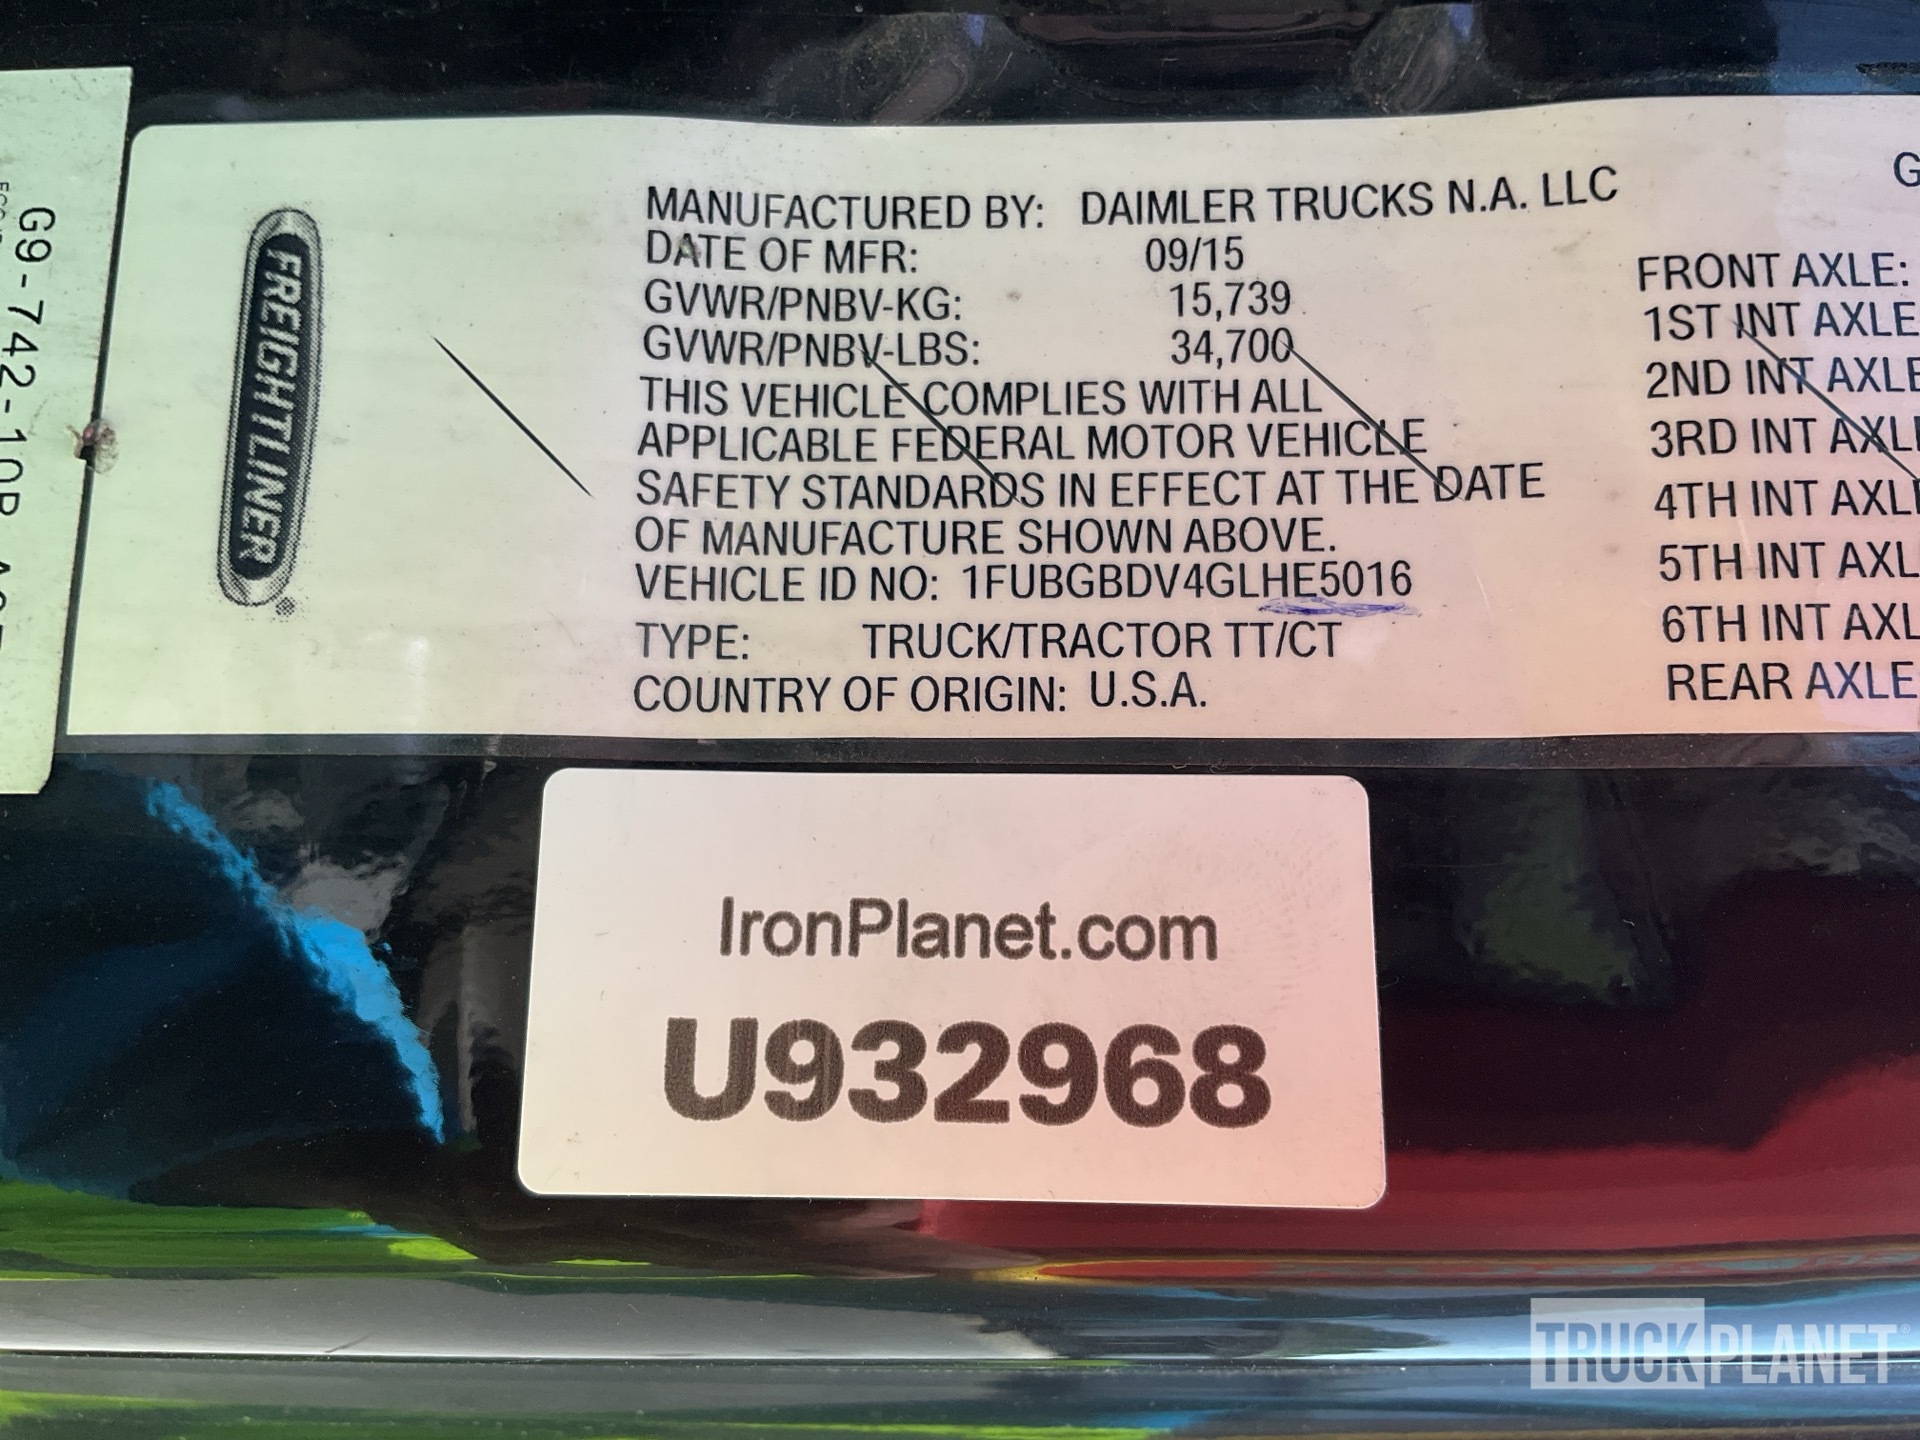 G9-742-10B
FREIGHTLINER
®
MANUFACTURED BY: DAIMLER TRUCKS N.A. LLC
DATE OF MFR: 09/15
GVWR/PNBV-KG: 15,739
GVWR/PNBV-LBS: 34,700
THIS VEHICLE COMPLIES WITH ALL
APPLICABLE FEDERAL MOTOR VEHICLE
SAFETY STANDARDS IN EFFECT AT THE DATE
OF MANUFACTURE SHOWN ABOVE.
VEHICLE ID NO: 1FUBGBDV4GLHE5016
TYPE: TRUCK/TRACTOR TT/CT
COUNTRY OF ORIGIN: U.S.A.
G
FRONT AXLE:
1ST INT AXLE
2ND INT AXLE
3RD INT AXL
4TH INT AXL
5TH INT AXL
6TH INT AXL
REAR AXLE
IronPlanet.com
U932968
TRUCKPLANET